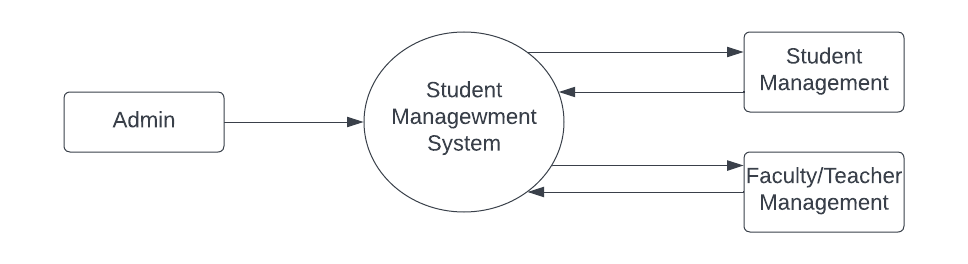 Admin
Student
Managewment
System
Student
Management
Faculty/Teacher
Management